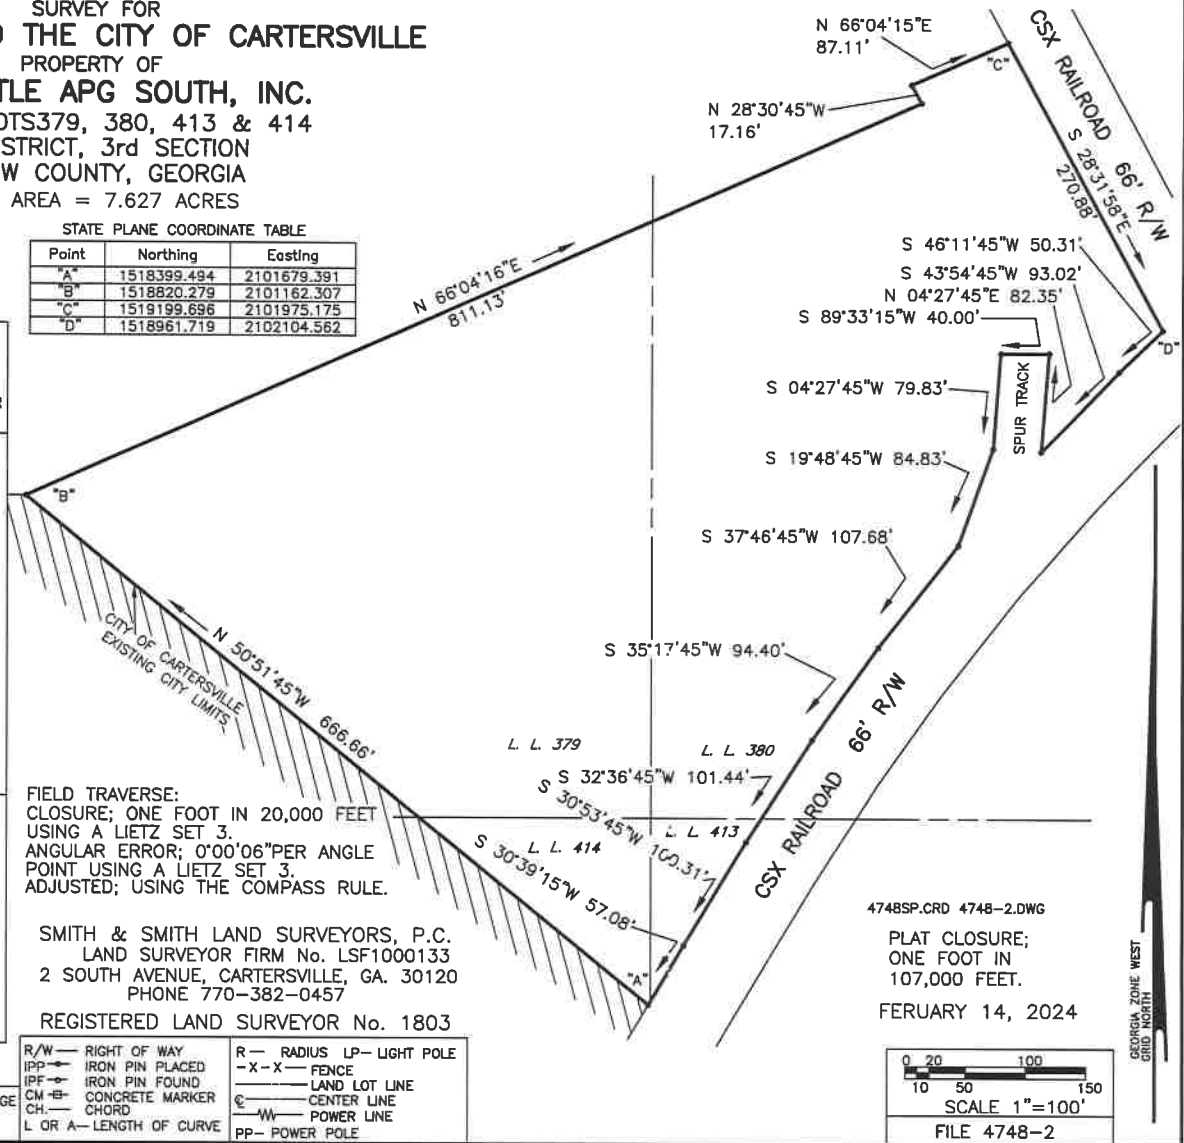 SURVEY FOR
THE CITY OF CARTERSVILLE
PROPERTY OF
TLE APG SOUTH, INC.
OTS379, 380, 413 & 414
STRICT, 3rd SECTION
W COUNTY, GEORGIA
AREA = 7.627 ACRES
STATE PLANE COORDINATE TABLE
Point Northing Easting
"A" 1518399.494 2101679.391
"B" 1518820.279 2101162.307
"C" 1519199.696 2101975.175
"D" 1518961.719 2102104.562
N 66°04'15"E
87.11'
"C"
CSX RAILROAD 66' R/W
N 28°30'45"W
17.16'
S 28°31'58"E
270.88'
N 66°04'16"E
811.13'
S 46°11'45"W 50.31'
S 43°54'45"W 93.02'
N 04°27'45"E 82.35'
S 89°33'15"W 40.00'
"D"
S 04°27'45"W 79.83'
SPUR TRACK
S 19°48'45"W 84.83'
"B"
S 37°46'45"W 107.68'
CITY OF CARTERSVILLE
EXISTING CITY LIMITS
N 50°51'45"W 666.66'
S 35°17'45"W 94.40'
CSX RAILROAD 66' R/W
L. L. 379
L. L. 380
S 32°36'45"W 101.44'
S 30°53'45"W 100.31'
L. L. 413
L. L. 414
S 30°39'15"W 57.08'
"A"
FIELD TRAVERSE:
CLOSURE; ONE FOOT IN 20,000 FEET
USING A LIETZ SET 3.
ANGULAR ERROR; 0°00'06"PER ANGLE
POINT USING A LIETZ SET 3.
ADJUSTED; USING THE COMPASS RULE.
SMITH & SMITH LAND SURVEYORS, P.C.
LAND SURVEYOR FIRM No. LSF1000133
2 SOUTH AVENUE, CARTERSVILLE, GA. 30120
PHONE 770-382-0457
REGISTERED LAND SURVEYOR No. 1803
4748SP.CRD 4748-2.DWG
PLAT CLOSURE;
ONE FOOT IN
107,000 FEET.
FERUARY 14, 2024
GEORGIA ZONE WEST
GRID NORTH
GE
R/W— RIGHT OF WAY
IPP IRON PIN PLACED
IPF IRON PIN FOUND
CM CONCRETE MARKER
CH.— CHORD
L OR A— LENGTH OF CURVE
R— RADIUS LP— LIGHT POLE
-X-X— FENCE
LAND LOT LINE
CENTER LINE
POWER LINE
PP- POWER POLE
0 20 100
10 50 150
SCALE 1"=100'
FILE 4748-2